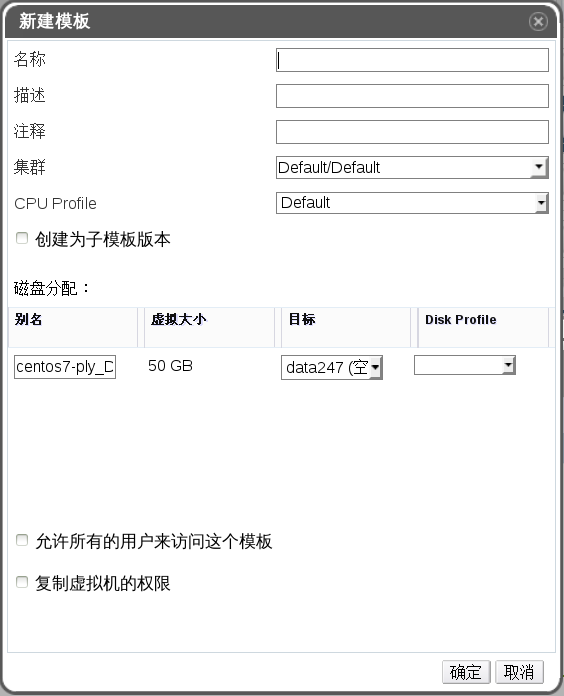 新建模板
名称
描述
注释
集群 Default/Default
CPU Profile Default
创建为子模板版本
磁盘分配：
别名 虚拟大小 目标 Disk Profile
centos7-ply_D 50 GB data247 (空
允许所有的用户来访问这个模板
复制虚拟机的权限
确定 取消